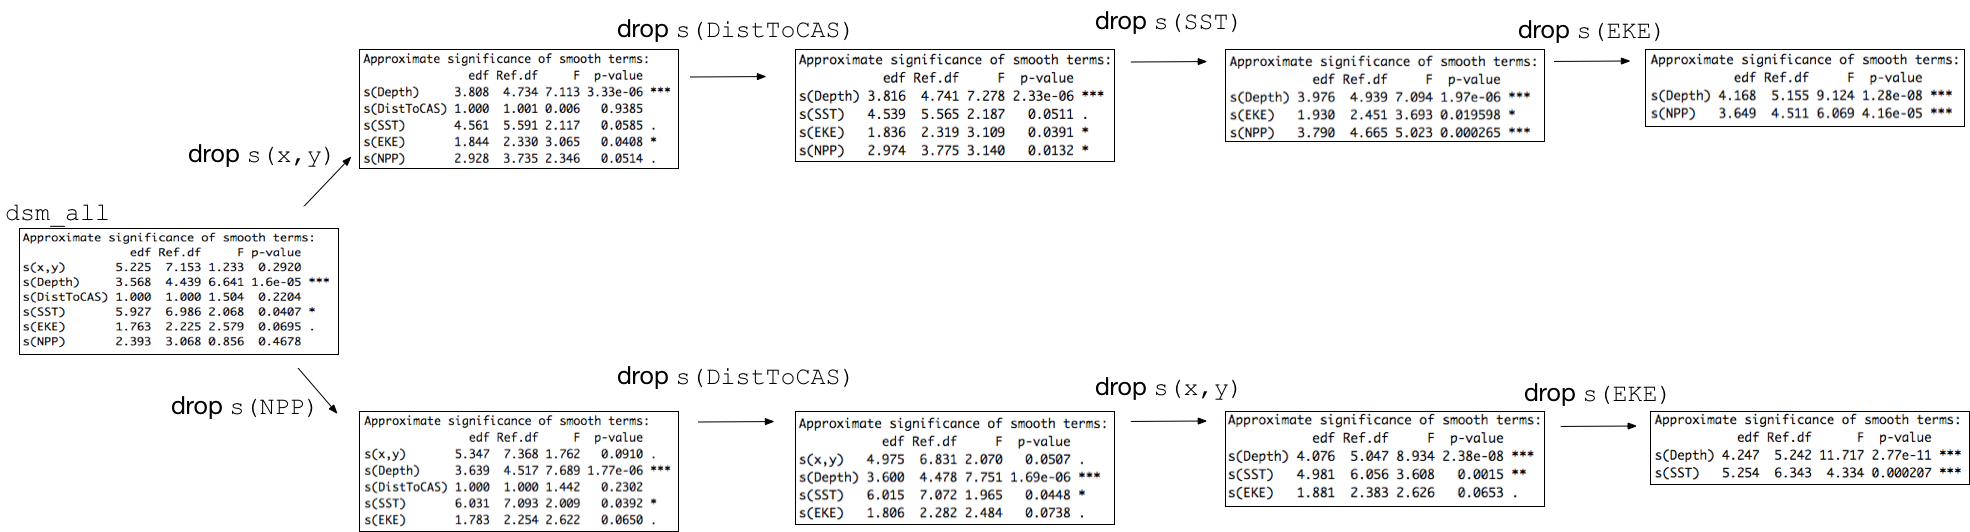 dsm_all
Approximate significance of smooth terms:
edf Ref.df F p-value
s(x,y) 5.225 7.153 1.233 0.2920
s(Depth) 3.568 4.439 6.641 1.6e-05 ***
s(DistToCAS) 1.000 1.000 1.504 0.2204
s(SST) 5.927 6.986 2.068 0.0407 *
s(EKE) 1.763 2.225 2.579 0.0695 .
s(NPP) 2.393 3.068 0.856 0.4678
drop s(x,y)
Approximate significance of smooth terms:
edf Ref.df F p-value
s(Depth) 3.808 4.734 7.113 3.33e-06 ***
s(DistToCAS) 1.000 1.001 0.006 0.9385
s(SST) 4.561 5.591 2.117 0.0585 .
s(EKE) 1.844 2.330 3.065 0.0408 *
s(NPP) 2.928 3.735 2.346 0.0514 .
drop s(DistToCAS)
Approximate significance of smooth terms:
edf Ref.df F p-value
s(Depth) 3.816 4.741 7.278 2.33e-06 ***
s(SST) 4.539 5.565 2.187 0.0511 .
s(EKE) 1.836 2.319 3.109 0.0391 *
s(NPP) 2.974 3.775 3.140 0.0132 *
drop s(SST)
Approximate significance of smooth terms:
edf Ref.df F p-value
s(Depth) 3.976 4.939 7.094 1.97e-06 ***
s(EKE) 1.930 2.451 3.693 0.019598 *
s(NPP) 3.790 4.665 5.023 0.000265 ***
drop s(EKE)
Approximate significance of smooth terms:
edf Ref.df F p-value
s(Depth) 4.168 5.155 9.124 1.28e-08 ***
s(NPP) 3.649 4.511 6.069 4.16e-05 ***
drop s(NPP)
Approximate significance of smooth terms:
edf Ref.df F p-value
s(x,y) 5.347 7.368 1.762 0.0910 .
s(Depth) 3.639 4.517 7.689 1.77e-06 ***
s(DistToCAS) 1.000 1.000 1.442 0.2302
s(SST) 6.031 7.093 2.009 0.0392 *
s(EKE) 1.783 2.254 2.622 0.0650 .
drop s(DistToCAS)
Approximate significance of smooth terms:
edf Ref.df F p-value
s(x,y) 4.975 6.831 2.070 0.0507 .
s(Depth) 3.600 4.478 7.751 1.69e-06 ***
s(SST) 6.015 7.072 1.965 0.0448 *
s(EKE) 1.806 2.282 2.484 0.0738 .
drop s(x,y)
Approximate significance of smooth terms:
edf Ref.df F p-value
s(Depth) 4.076 5.047 8.934 2.38e-08 ***
s(SST) 4.981 6.056 3.608 0.0015 **
s(EKE) 1.881 2.383 2.626 0.0653 .
drop s(EKE)
Approximate significance of smooth terms:
edf Ref.df F p-value
s(Depth) 4.247 5.242 11.717 2.77e-11 ***
s(SST) 5.254 6.343 4.334 0.000207 ***